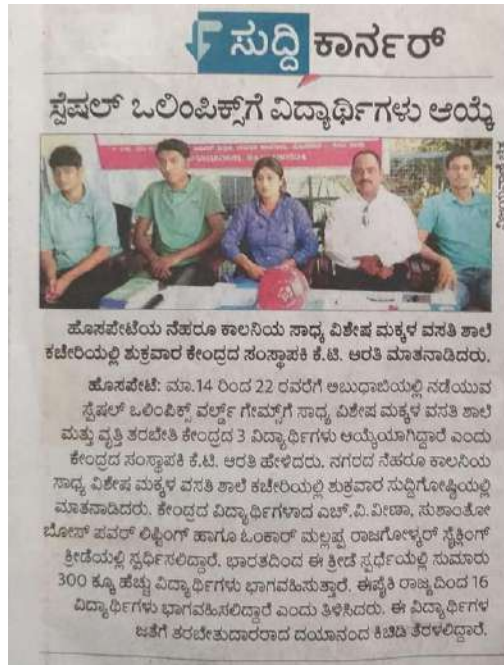 ಸುದ್ದಿ ಕಾರ್ನರ್
ಸ್ಪೆಷಲ್ ಒಲಿಂಪಿಕ್ಸ್‌ಗೆ ವಿದ್ಯಾರ್ಥಿಗಳು ಆಯ್ಕೆ
ಹೊಸಪೇಟೆಯ ನೆಹರೂ ಕಾಲನಿಯ ಸಾಧ್ಯ ವಿಶೇಷ ಮಕ್ಕಳ ವಸತಿ ಶಾಲೆ
ಕಚೇರಿಯಲ್ಲಿ ಶುಕ್ರವಾರ ಕೇಂದ್ರದ ಸಂಸ್ಥಾಪಕಿ ಕೆ.ಟಿ. ಆರತಿ ಮಾತನಾಡಿದರು.
ಹೊಸಪೇಟೆ: ಮಾ.14 ರಿಂದ 22 ರವರೆಗೆ ಅಬುಧಾಬಿಯಲ್ಲಿ ನಡೆಯುವ
ಸ್ಪೆಷಲ್ ಒಲಿಂಪಿಕ್ಸ್ ವರ್ಲ್ಡ್ ಗೇಮ್ಸ್‌ಗೆ ಸಾಧ್ಯ ವಿಶೇಷ ಮಕ್ಕಳ ವಸತಿ ಶಾಲೆ
ಮತ್ತು ವೃತ್ತಿ ತರಬೇತಿ ಕೇಂದ್ರದ 3 ವಿದ್ಯಾರ್ಥಿಗಳು ಆಯ್ಕೆಯಾಗಿದ್ದಾರೆ ಎಂದು
ಕೇಂದ್ರದ ಸಂಸ್ಥಾಪಕಿ ಕೆ.ಟಿ. ಆರತಿ ಹೇಳಿದರು. ನಗರದ ನೆಹರೂ ಕಾಲನಿಯ
ಸಾಧ್ಯ ವಿಶೇಷ ಮಕ್ಕಳ ವಸತಿ ಶಾಲೆ ಕಚೇರಿಯಲ್ಲಿ ಶುಕ್ರವಾರ ಸುದ್ದಿಗೋಷ್ಠಿಯಲ್ಲಿ
ಮಾತನಾಡಿದರು. ಕೇಂದ್ರದ ವಿದ್ಯಾರ್ಥಿಗಳಾದ ಎಚ್.ವಿ.ವೀಣಾ, ಸುಶಾಂತೋ
ಬೋಸ್ ಪವರ್ ಲಿಫ್ಟಿಂಗ್ ಹಾಗೂ ಓಂಕಾರ್ ಮಲ್ಲಪ್ಪ ರಾಜಗೋಳ್ಕರ್ ಸೈಕ್ಲಿಂಗ್
ಕ್ರೀಡೆಯಲ್ಲಿ ಸ್ಪರ್ಧಿಸಲಿದ್ದಾರೆ. ಭಾರತದಿಂದ ಈ ಕ್ರೀಡೆ ಸ್ಪರ್ಧೆಯಲ್ಲಿ ಸುಮಾರು
300 ಕ್ಕೂ ಹೆಚ್ಚು ವಿದ್ಯಾರ್ಥಿಗಳು ಭಾಗವಹಿಸುತ್ತಾರೆ. ಈಪೈಕಿ ರಾಜ್ಯದಿಂದ 16
ವಿದ್ಯಾರ್ಥಿಗಳು ಭಾಗವಹಿಸಲಿದ್ದಾರೆ ಎಂದು ತಿಳಿಸಿದರು. ಈ ವಿದ್ಯಾರ್ಥಿಗಳ
ಜತೆಗೆ ತರಬೇತುದಾರರಾದ ದಯಾನಂದ ಕಿಚಿಡಿ ತೆರಳಲಿದ್ದಾರೆ.